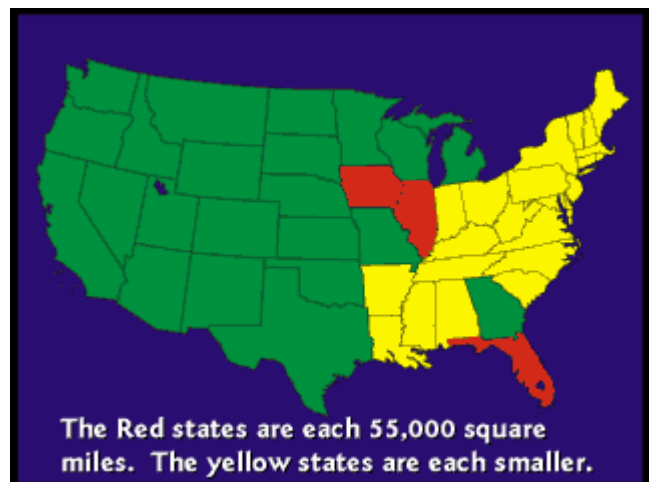 The Red states are each 55,000 square
miles. The yellow states are each smaller.